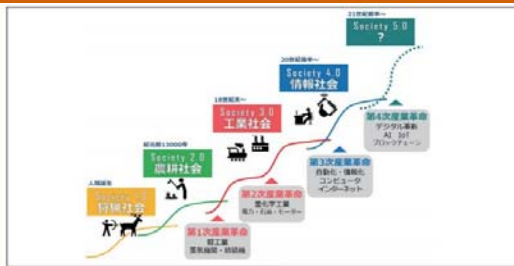 21世紀前半~
Society 5.0
?
20世紀後半~
Society 4.0
情報社会
18世紀末~
Society 3.0
工業社会
紀元前13000年
Society 2.0
農耕社会
人類誕生
狩猟社会
第4次産業革命
デジタル革新
AI IoT
ブロックチェーン
第3次産業革命
自動化・情報化
コンピュータ
インターネット
第2次産業革命
重化学工業
電力・石油・モーター
第1次産業革命
軽工業
蒸気機関・紡績機